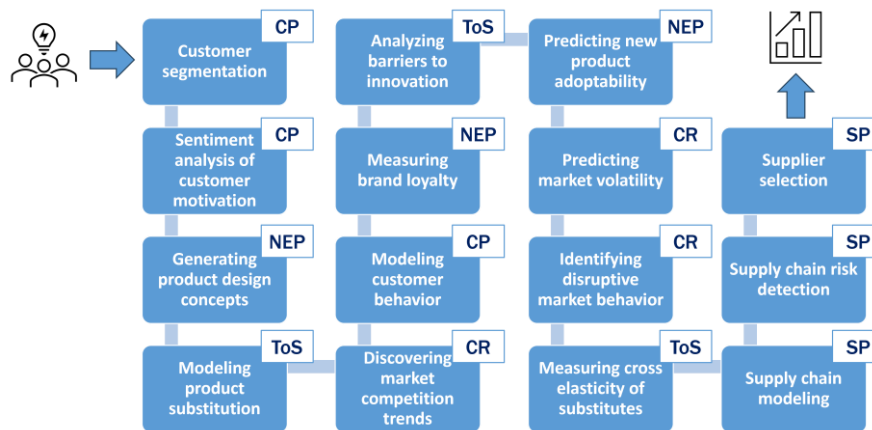 CP
Customer
segmentation
CP
Sentiment
analysis of
customer
motivation
NEP
Generating
product design
concepts
ToS
Modeling
product
substitution
CR
Discovering
market
competition
trends
CP
Modeling
customer
behavior
NEP
Measuring
brand loyalty
ToS
Analyzing
barriers to
innovation
NEP
Predicting new
product
adoptability
CR
Predicting
market volatility
CR
Identifying
disruptive
market behavior
ToS
Measuring cross
elasticity of
substitutes
SP
Supply chain
modeling
SP
Supply chain risk
detection
SP
Supplier
selection